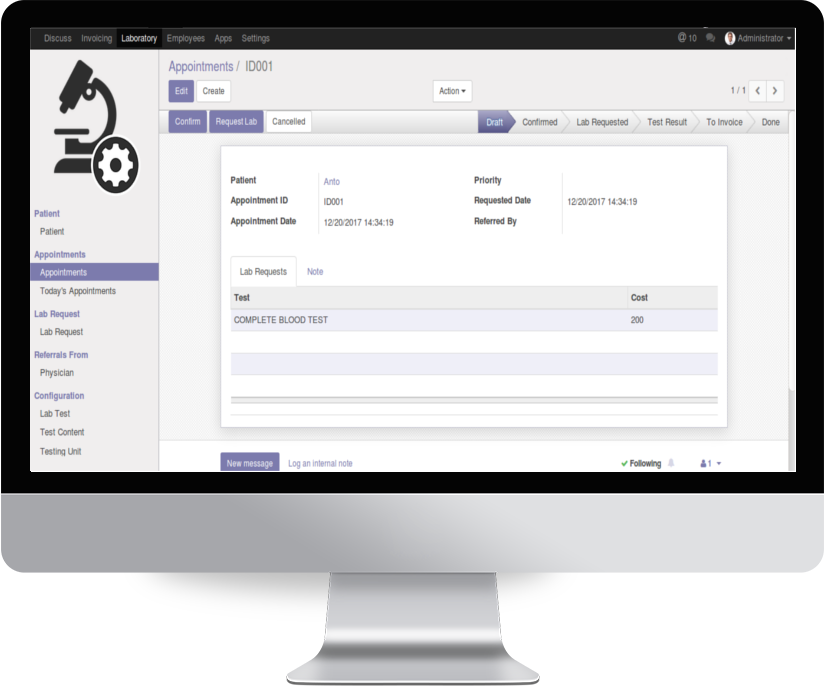 Discuss Invoicing Laboratory Employees Apps Settings @ 10 Administrator
Appointments / ID001
Edit Create Action 1 / 1
Confirm Request Lab Cancelled Draft Confirmed Lab Requested Test Result To Invoice Done
Patient
Patient
Appointments
Appointments
Today's Appointments
Lab Request
Lab Request
Referrals From
Physician
Configuration
Lab Test
Test Content
Testing Unit
Patient Anto Priority
Appointment ID ID001 Requested Date 12/20/2017 14:34:19
Appointment Date 12/20/2017 14:34:19 Referred By
Lab Requests Note
Test Cost
COMPLETE BLOOD TEST 200
New message Log an internal note Following 1